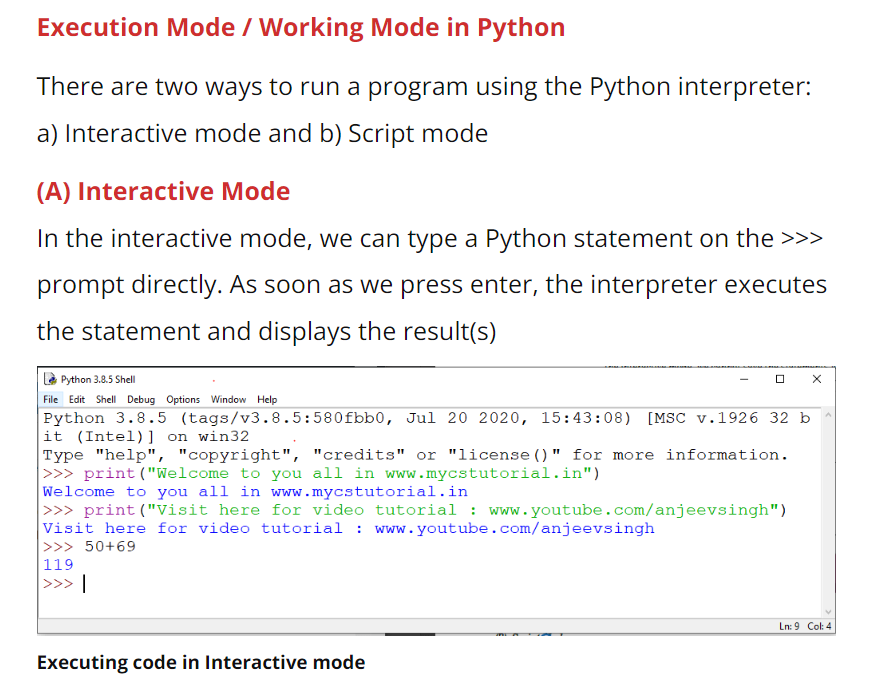 Execution Mode / Working Mode in Python
There are two ways to run a program using the Python interpreter:
a) Interactive mode and b) Script mode
(A) Interactive Mode
In the interactive mode, we can type a Python statement on the >>>
prompt directly. As soon as we press enter, the interpreter executes
the statement and displays the result(s)
Python 3.8.5 Shell
File Edit Shell Debug Options Window Help
Python 3.8.5 (tags/v3.8.5:580fbb0, Jul 20 2020, 15:43:08) [MSC v.1926 32 b
it (Intel)] on win32
Type "help", "copyright", "credits" or "license()" for more information.
>>> print("Welcome to you all in www.mycstutorial.in")
Welcome to you all in www.mycstutorial.in
>>> print("Visit here for video tutorial : www.youtube.com/anjeevsingh")
Visit here for video tutorial : www.youtube.com/anjeevsingh
>>> 50+69
119
>>>
Ln: 9 Col: 4
Executing code in Interactive mode